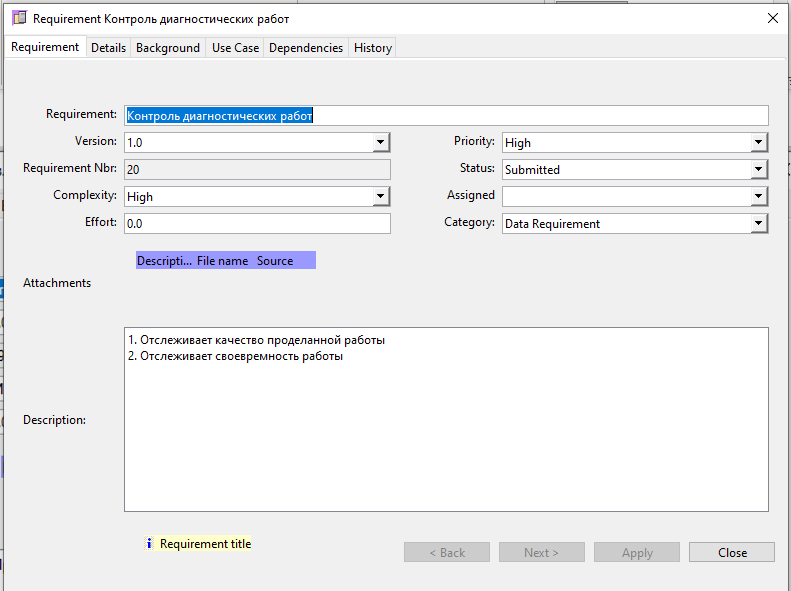 Requirement Контроль диагностических работ
Requirement Details Background Use Case Dependencies History
Requirement: Контроль диагностических работ
Version: 1.0 Priority: High
Requirement Nbr: 20 Status: Submitted
Complexity: High Assigned
Effort: 0.0 Category: Data Requirement
Descripti... File name Source
Attachments
1. Отслеживает качество проделанной работы
2. Отслеживает своевремность работы
Description:
Requirement title
< Back Next > Apply Close